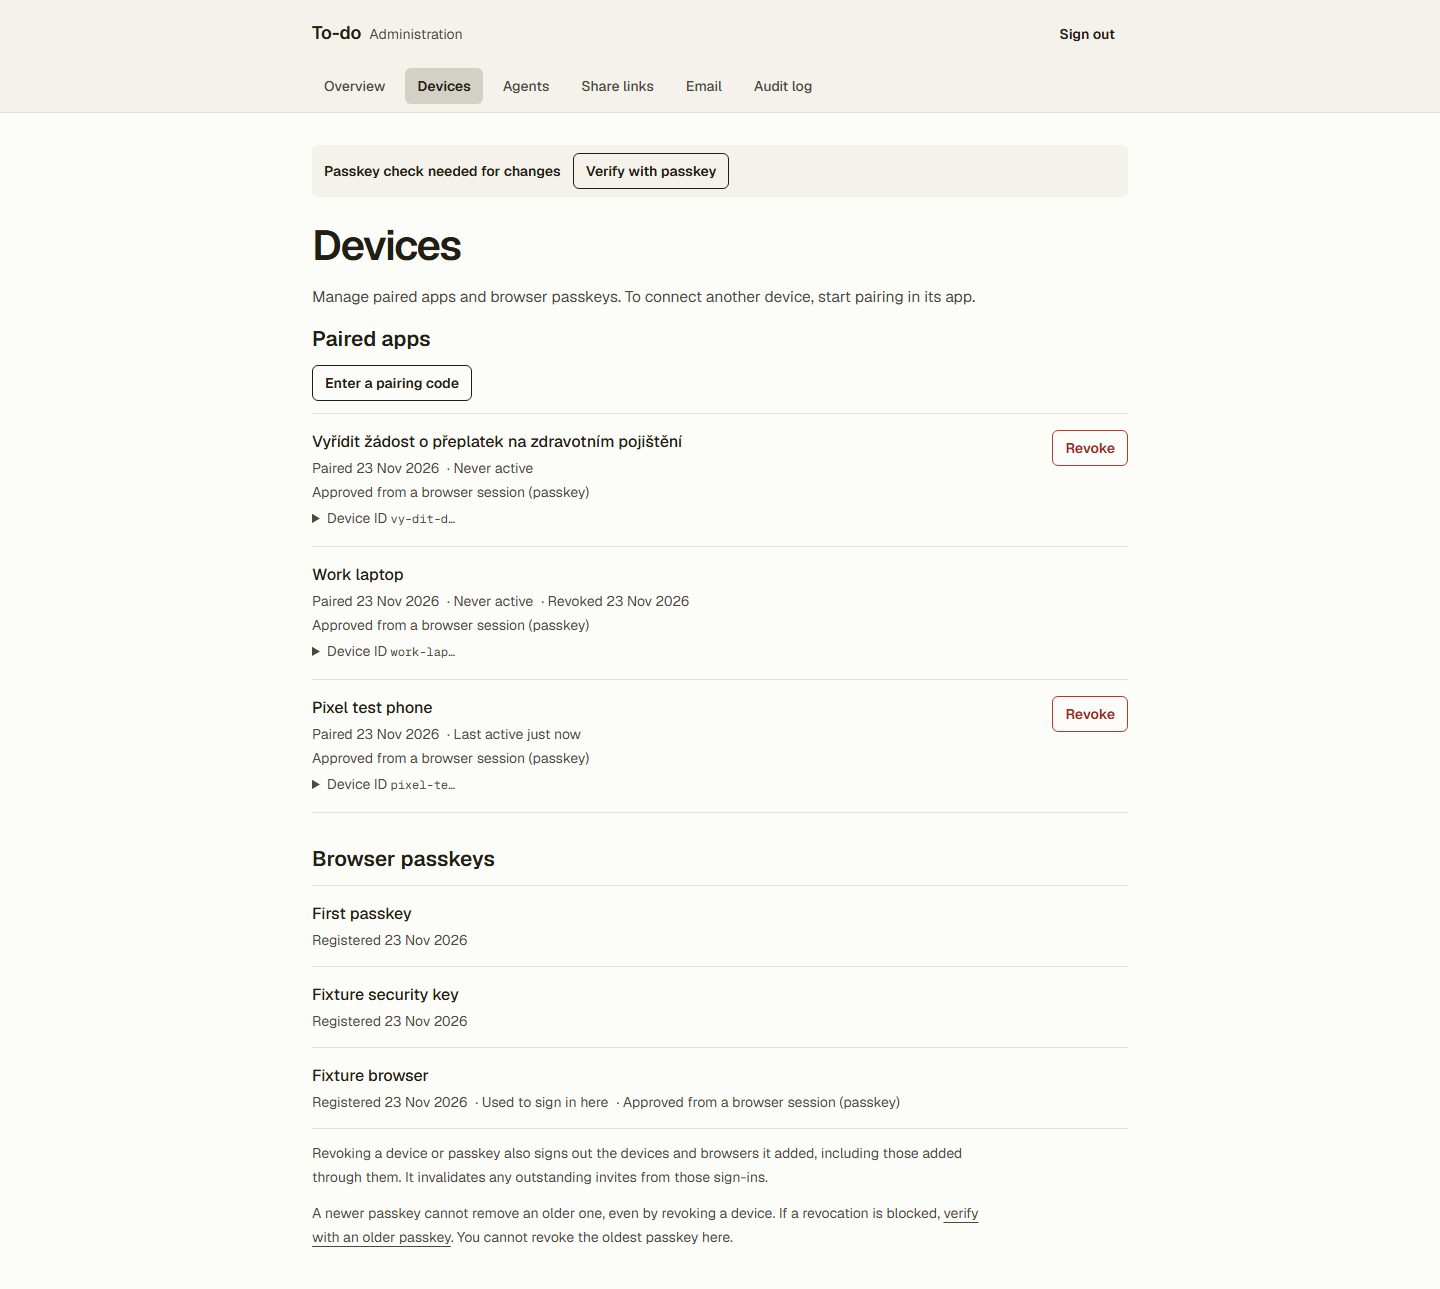 To-do Administration
Sign out
Overview Devices Agents Share links Email Audit log
Passkey check needed for changes Verify with passkey
Devices
Manage paired apps and browser passkeys. To connect another device, start pairing in its app.
Paired apps
Enter a pairing code
Vyřídit žádost o přeplatek na zdravotním pojištění
Revoke
Paired 23 Nov 2026 · Never active
Approved from a browser session (passkey)
Device ID vy-dit-d…
Work laptop
Paired 23 Nov 2026 · Never active · Revoked 23 Nov 2026
Approved from a browser session (passkey)
Device ID work-lap…
Pixel test phone
Revoke
Paired 23 Nov 2026 · Last active just now
Approved from a browser session (passkey)
Device ID pixel-te…
Browser passkeys
First passkey
Registered 23 Nov 2026
Fixture security key
Registered 23 Nov 2026
Fixture browser
Registered 23 Nov 2026 · Used to sign in here · Approved from a browser session (passkey)
Revoking a device or passkey also signs out the devices and browsers it added, including those added
through them. It invalidates any outstanding invites from those sign-ins.
A newer passkey cannot remove an older one, even by revoking a device. If a revocation is blocked, verify
with an older passkey. You cannot revoke the oldest passkey here.